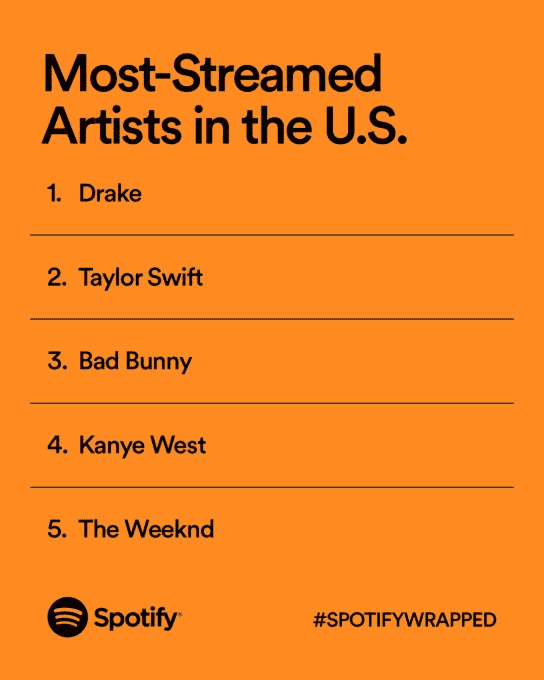 Most-Streamed
Artists in the U.S.
1. Drake
2. Taylor Swift
3. Bad Bunny
4. Kanye West
5. The Weeknd
Spotify®
#SPOTIFYWRAPPED